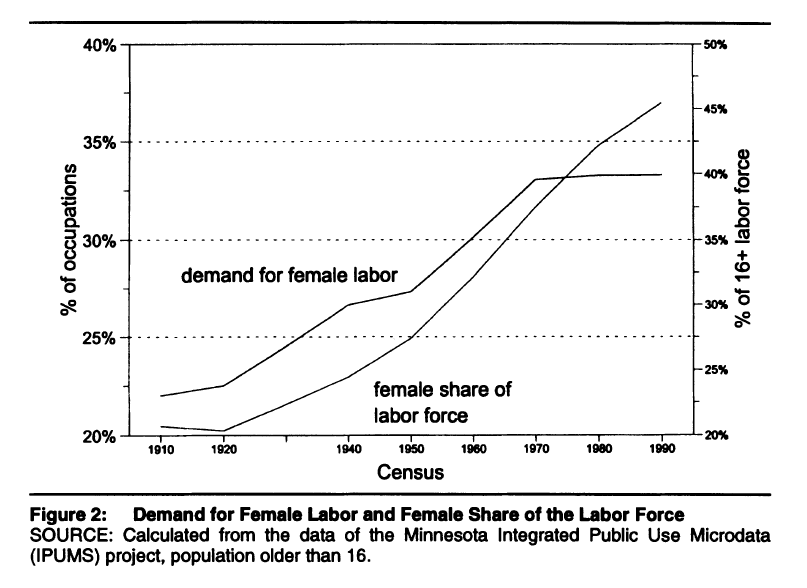 40%
35%
30%
25%
20%
% of occupations
50%
45%
40%
35%
30%
25%
20%
% of 16+ labor force
demand for female labor
female share of
labor force
1910 1920 1940 1950 1960 1970 1980 1990
Census
Figure 2: Demand for Female Labor and Female Share of the Labor Force
SOURCE: Calculated from the data of the Minnesota Integrated Public Use Microdata
(IPUMS) project, population older than 16.